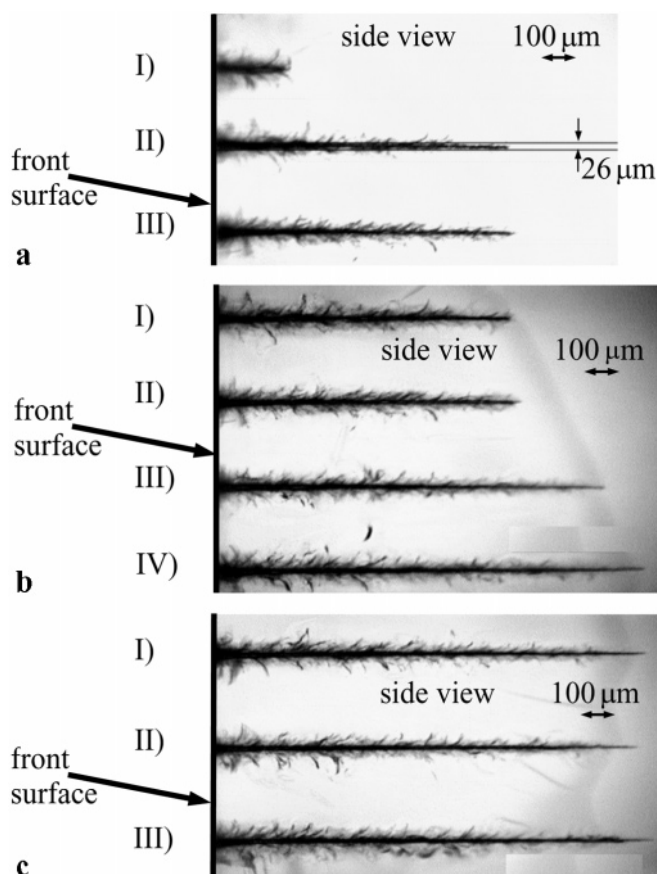 side view
100 μm
I)
II)
front
surface
26 μm
III)
a
I)
side view
100 μm
II)
front
surface
III)
b
IV)
I)
100 μm
side view
II)
front
surface
III)
c